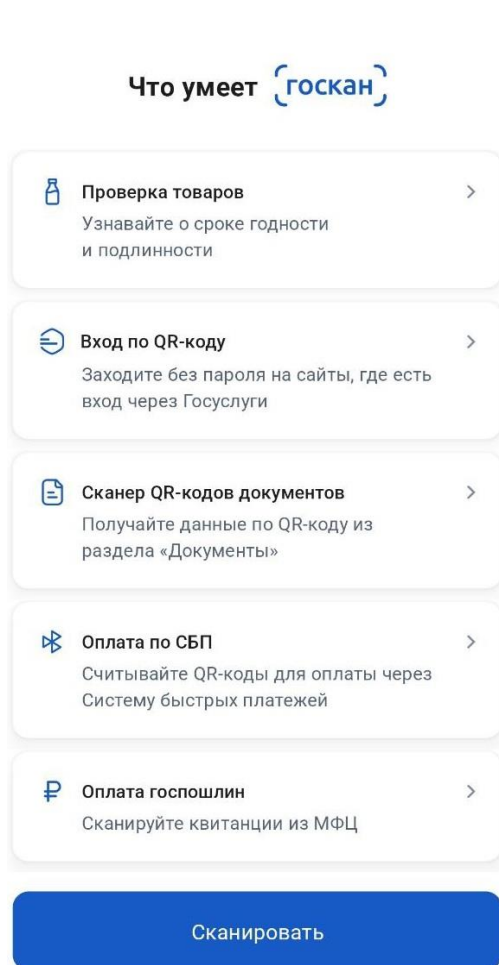 Что умеет госкан
Проверка товаров
Узнавайте о сроке годности
и подлинности
Вход по QR-коду
Заходите без пароля на сайты, где есть
вход через Госуслуги
Сканер QR-кодов документов
Получайте данные по QR-коду из
раздела «Документы»
Оплата по СБП
Считывайте QR-коды для оплаты через
Систему быстрых платежей
Оплата госпошлин
Сканируйте квитанции из МФЦ
Сканировать